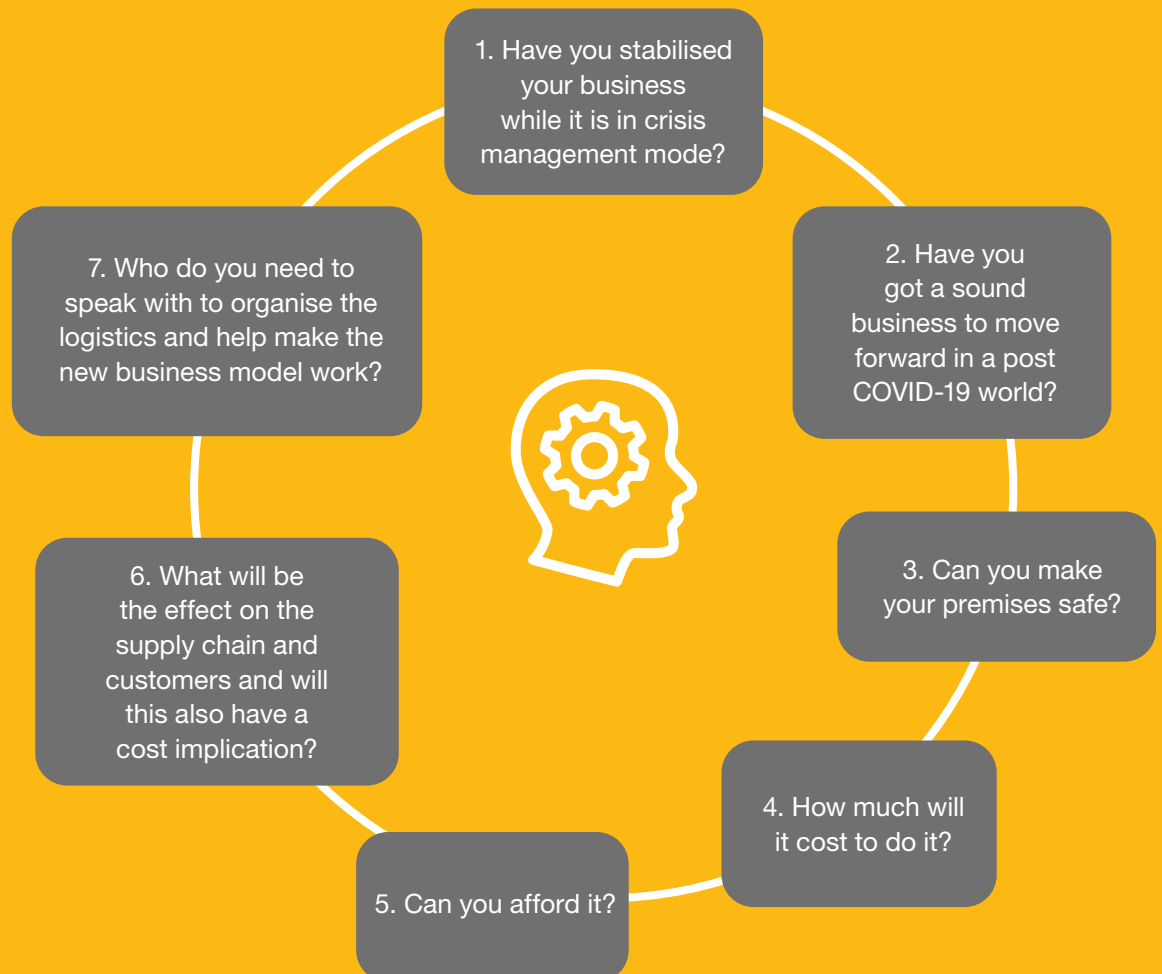 1. Have you stabilised
your business
while it is in crisis
management mode?
2. Have you
got a sound
business to move
forward in a post
COVID-19 world?
3. Can you make
your premises safe?
4. How much will
it cost to do it?
5. Can you afford it?
6. What will be
the effect on the
supply chain and
customers and will
this also have a
cost implication?
7. Who do you need to
speak with to organise the
logistics and help make the
new business model work?